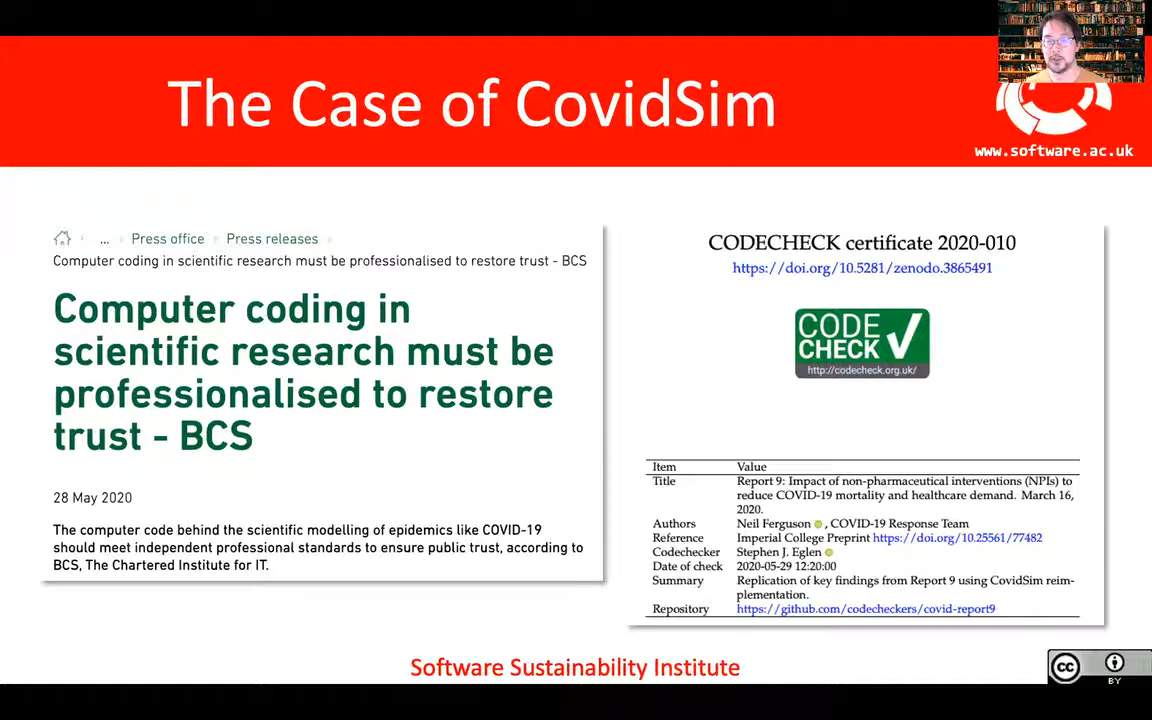 The Case of CovidSim
www.software.ac.uk
... Press office Press releases
Computer coding in scientific research must be professionalised to restore trust - BCS
Computer coding in
scientific research must be
professionalised to restore
trust - BCS
28 May 2020
The computer code behind the scientific modelling of epidemics like COVID-19
should meet independent professional standards to ensure public trust, according to
BCS, The Chartered Institute for IT.
CODECHECK certificate 2020-010
https://doi.org/10.5281/zenodo.3865491
CODE
CHECK
http://codecheck.org.uk/
Item Value
Title Report 9: Impact of non-pharmaceutical interventions (NPIs) to
reduce COVID-19 mortality and healthcare demand. March 16,
2020.
Authors Neil Ferguson , COVID-19 Response Team
Reference Imperial College Preprint https://doi.org/10.25561/77482
Codechecker Stephen J. Eglen
Date of check 2020-05-29 12:20:00
Summary Replication of key findings from Report 9 using CovidSim reim-
plementation.
Repository https://github.com/codecheckers/covid-report9
Software Sustainability Institute
cc
BY